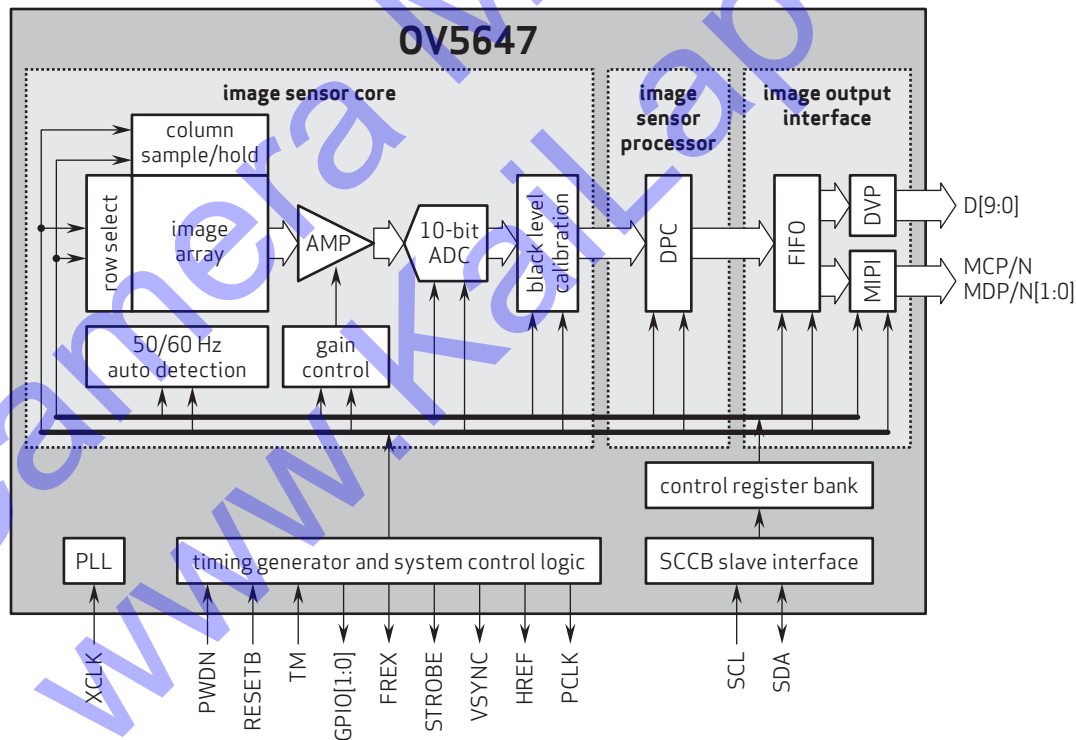 OV5647
image sensor core
image
sensor
processor
image output
interface
column
sample/hold
row select
image
array
AMP
10-bit
ADC
black level
calibration
DPC
FIFO
DVP
MIPI
D[9:0]
MCP/N
MDP/N[1:0]
50/60 Hz
auto detection
gain
control
control register bank
PLL
timing generator and system control logic
SCCB slave interface
XCLK
PWDN
RESETB
TM
GPIO[1:0]
FREX
STROBE
VSYNC
HREF
PCLK
SCL
SDA
amera M
www.KaiLap